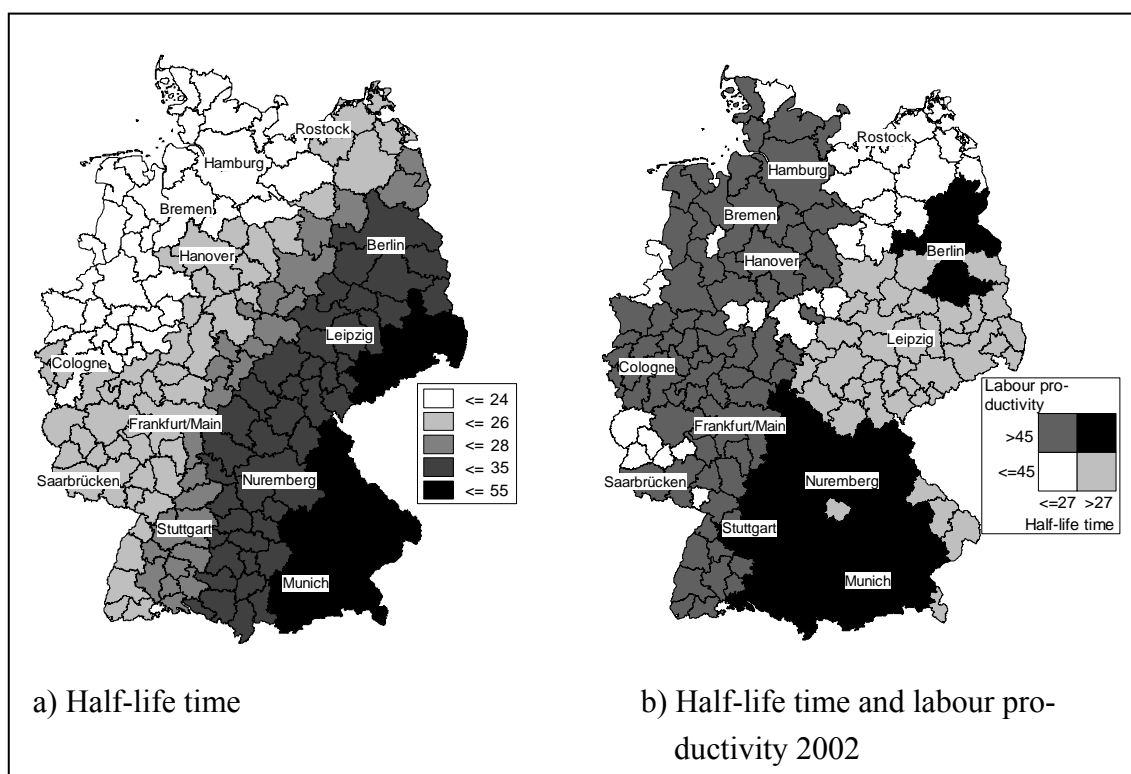 Rostock
Hamburg
Bremen
Hanover
Berlin
Leipzig
Cologne
Frankfurt/Main
Saarbrücken
Nuremberg
Stuttgart
Munich
<= 24
<= 26
<= 28
<= 35
<= 55
Rostock
Hamburg
Bremen
Hanover
Berlin
Leipzig
Cologne
Frankfurt/Main
Saarbrücken
Nuremberg
Stuttgart
Munich
Labour pro-
ductivity
>45
<=45
<=27 >27
Half-life time
a) Half-life time
b) Half-life time and labour pro-
ductivity 2002